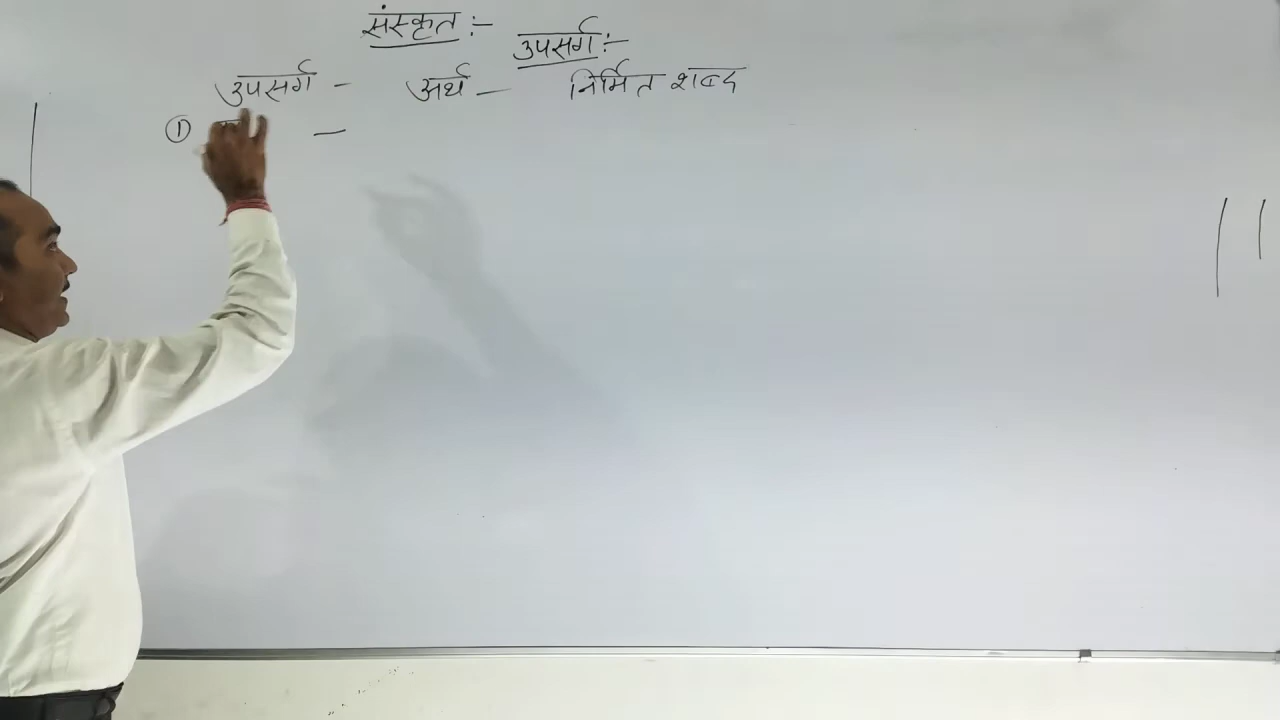 संस्कृत :-
उपसर्ग :-
उपसर्ग - अर्थ - निर्मित शब्द
① -